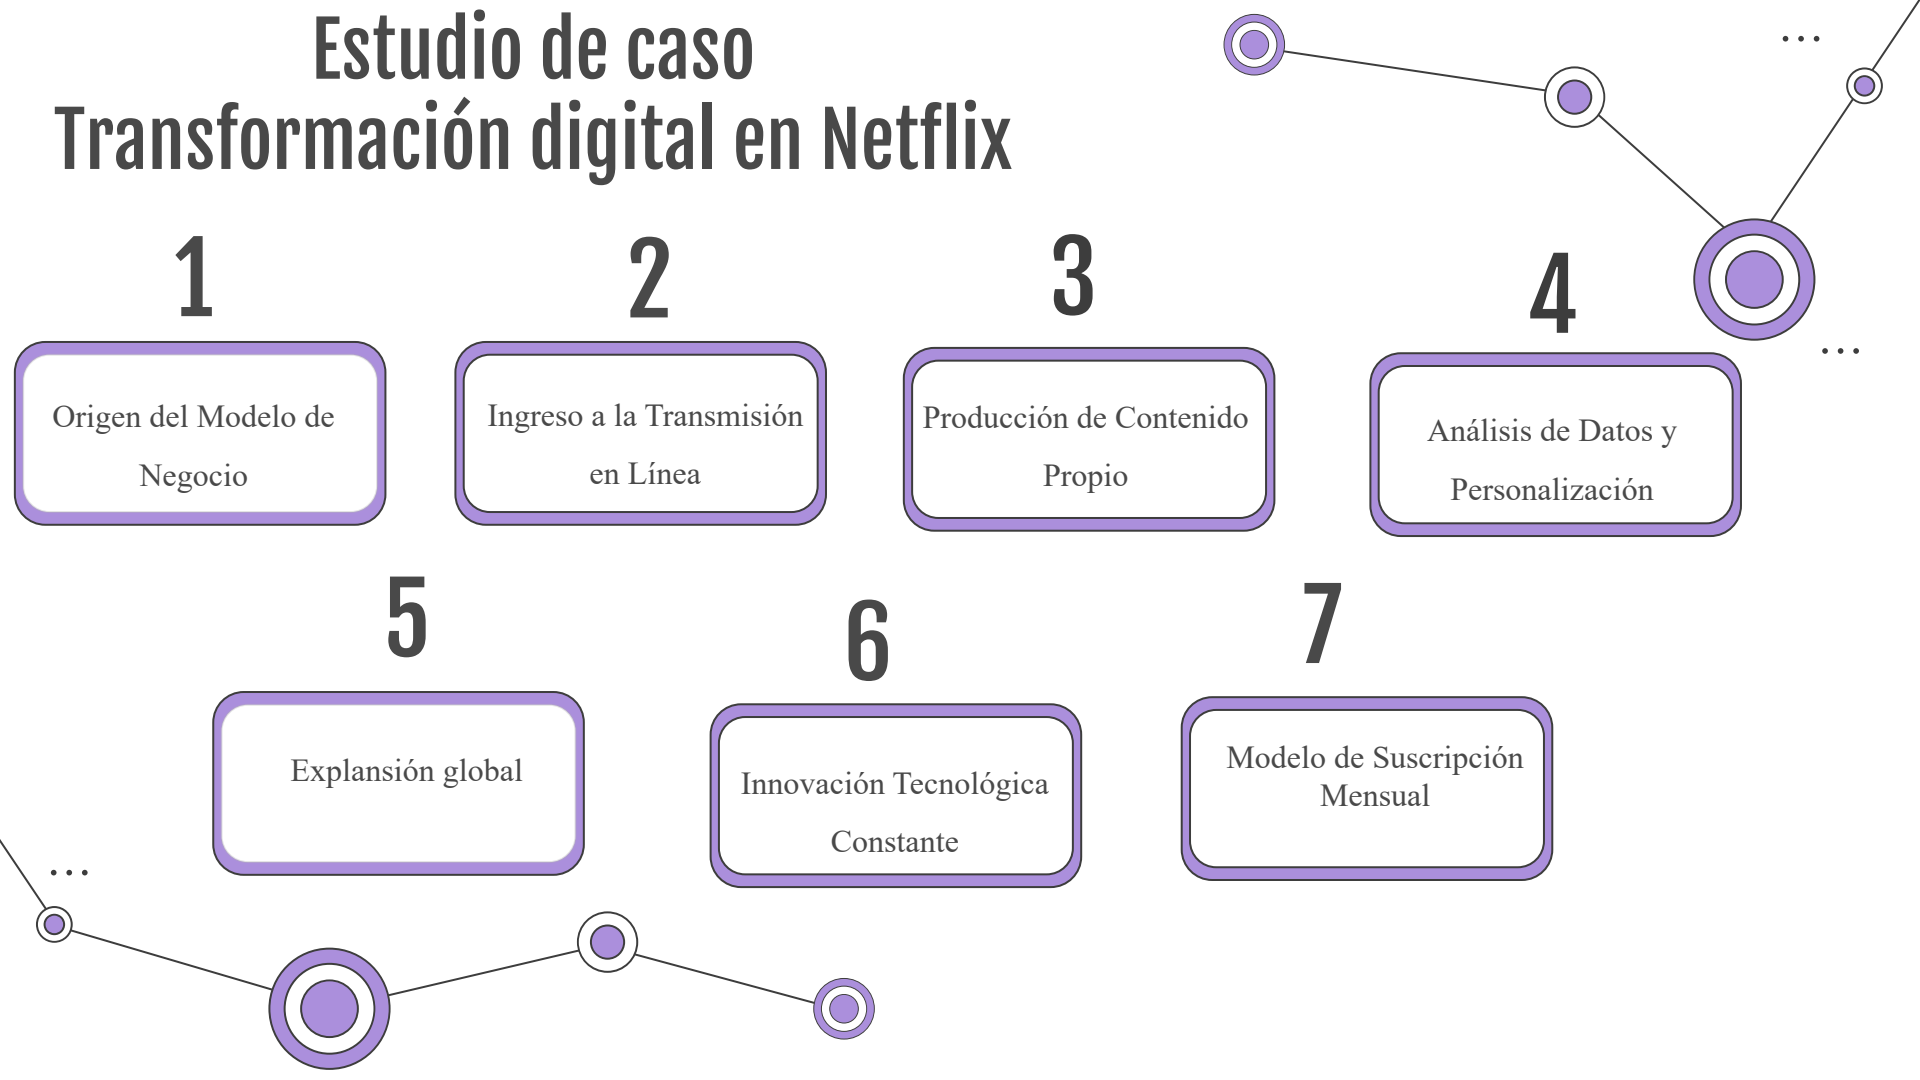 Estudio de caso
Transformación digital en Netflix
1
2
3
4
Origen del Modelo de
Negocio
Ingreso a la Transmisión
en Línea
Producción de Contenido
Propio
Análisis de Datos y
Personalización
5
6
7
Explansión global
Innovación Tecnológica
Constante
Modelo de Suscripción
Mensual